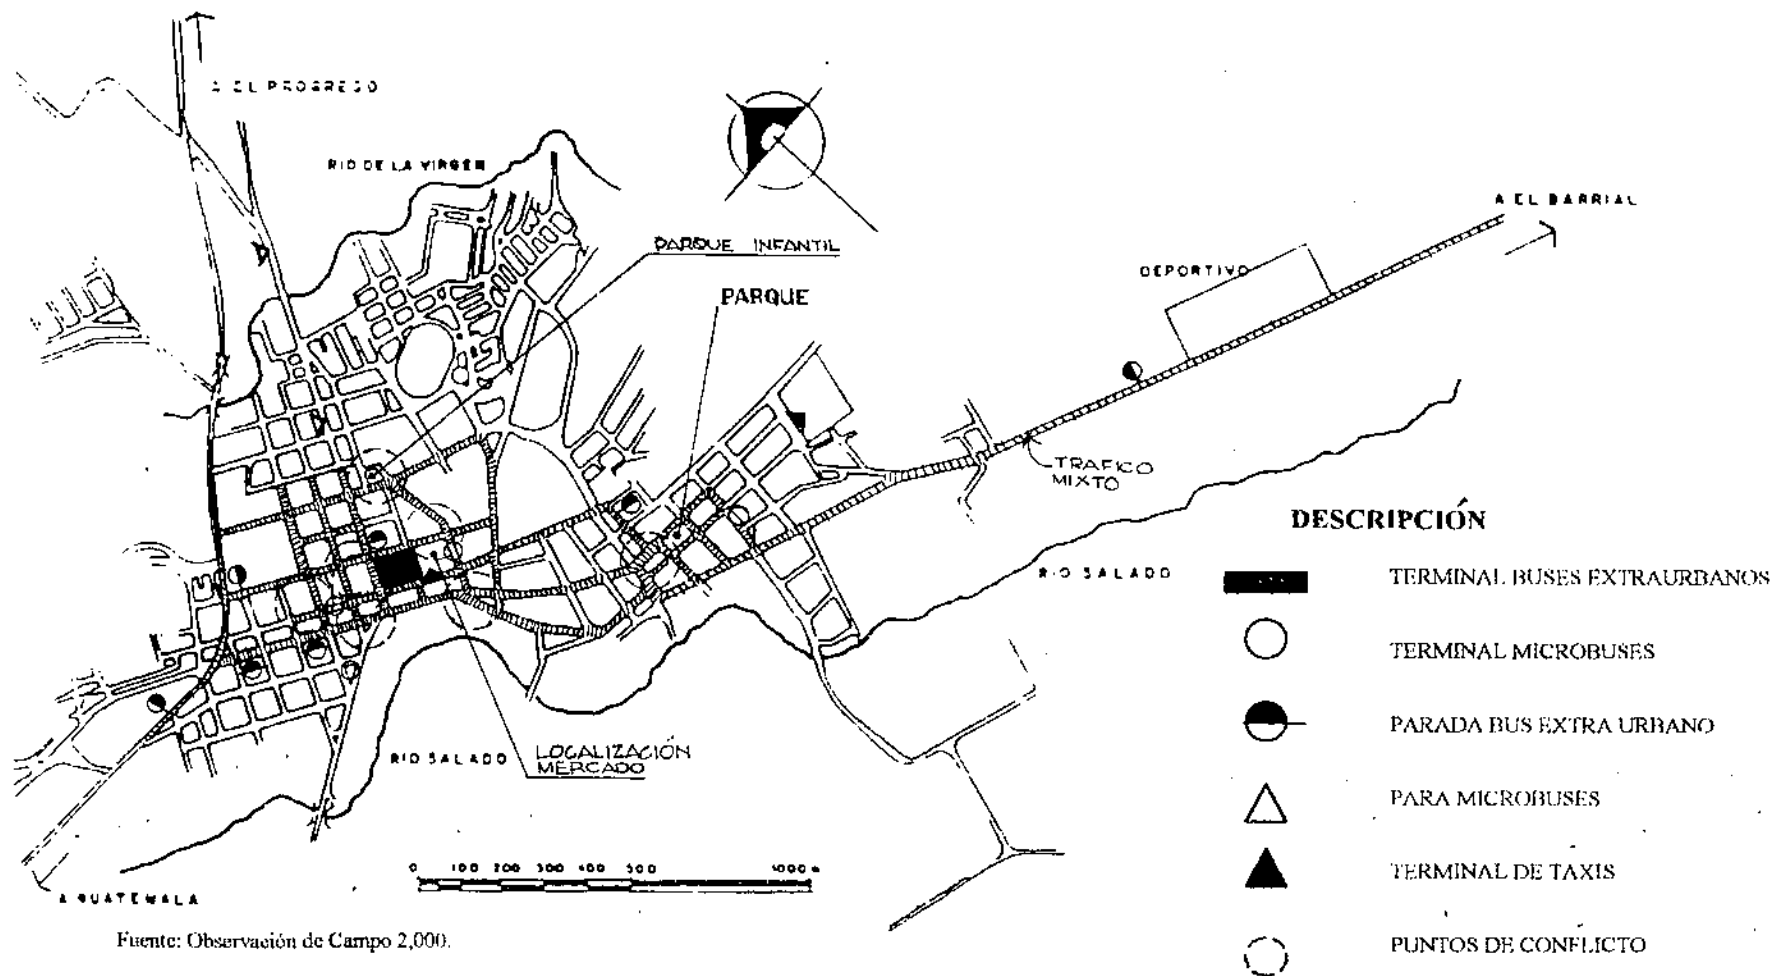 A EL PROGRESO
RIO DE LA VIRGEN
PARQUE INFANTIL
PARQUE
A EL BARRIAL
DEPORTIVO
TRAFICO
MIXTO
RIO SALADO
DESCRIPCIÓN
TERMINAL BUSES EXTRAURBANOS
TERMINAL MICROBUSES
PARADA BUS EXTRA URBANO
PARA MICROBUSES
TERMINAL DE TAXIS
PUNTOS DE CONFLICTO
RIO SALADO
LOCALIZACIÓN
MERCADO
0 100 200 300 400 500 1000 m
A GUATEMALA
Fuente: Observación de Campo 2,000.